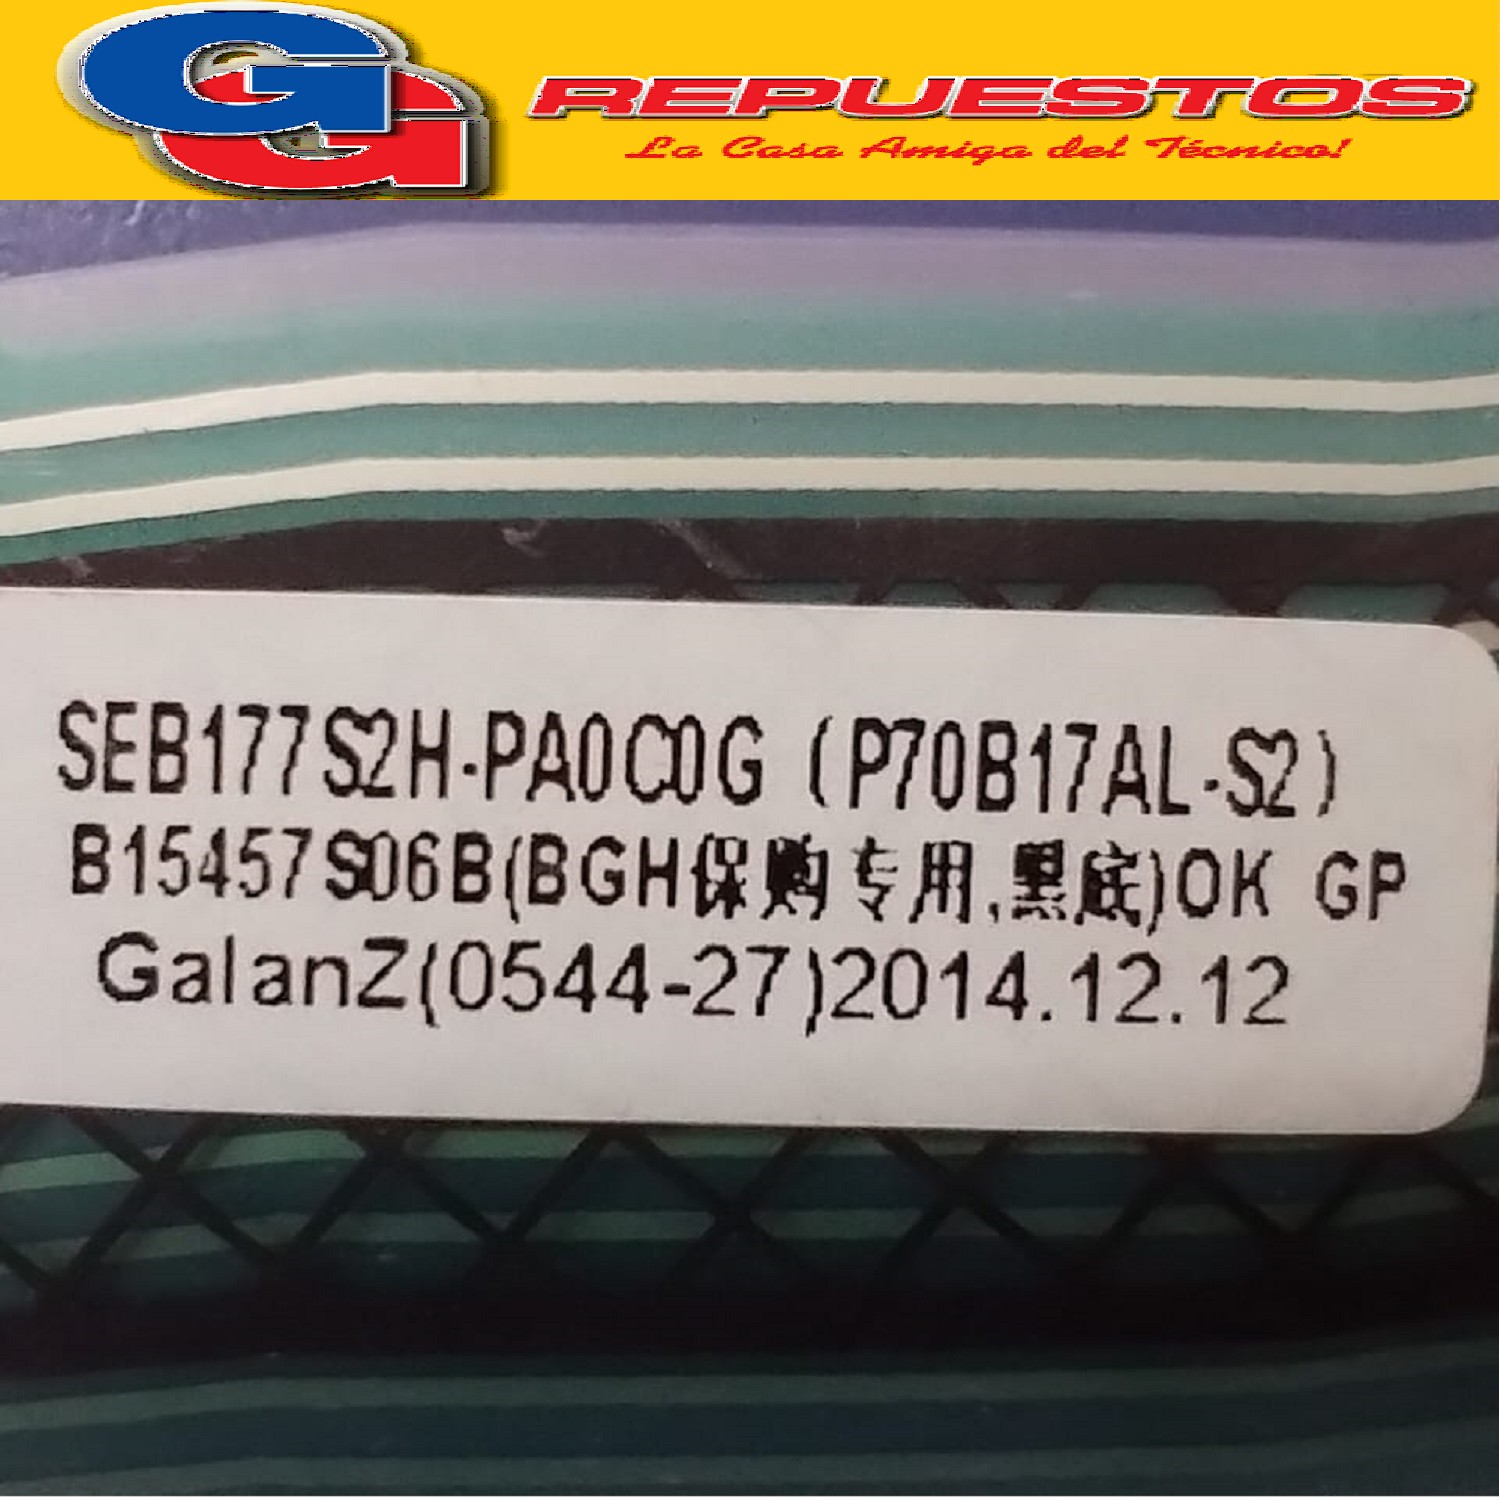 GG
REPUESTOS
La Casa Amiga del Técnico!
SEB177S2H-PA0C0G (P70B17AL-S2)
B15457S06B(BGH保购专用,黑底)OK GP
GalanZ(0544-27)2014.12.12